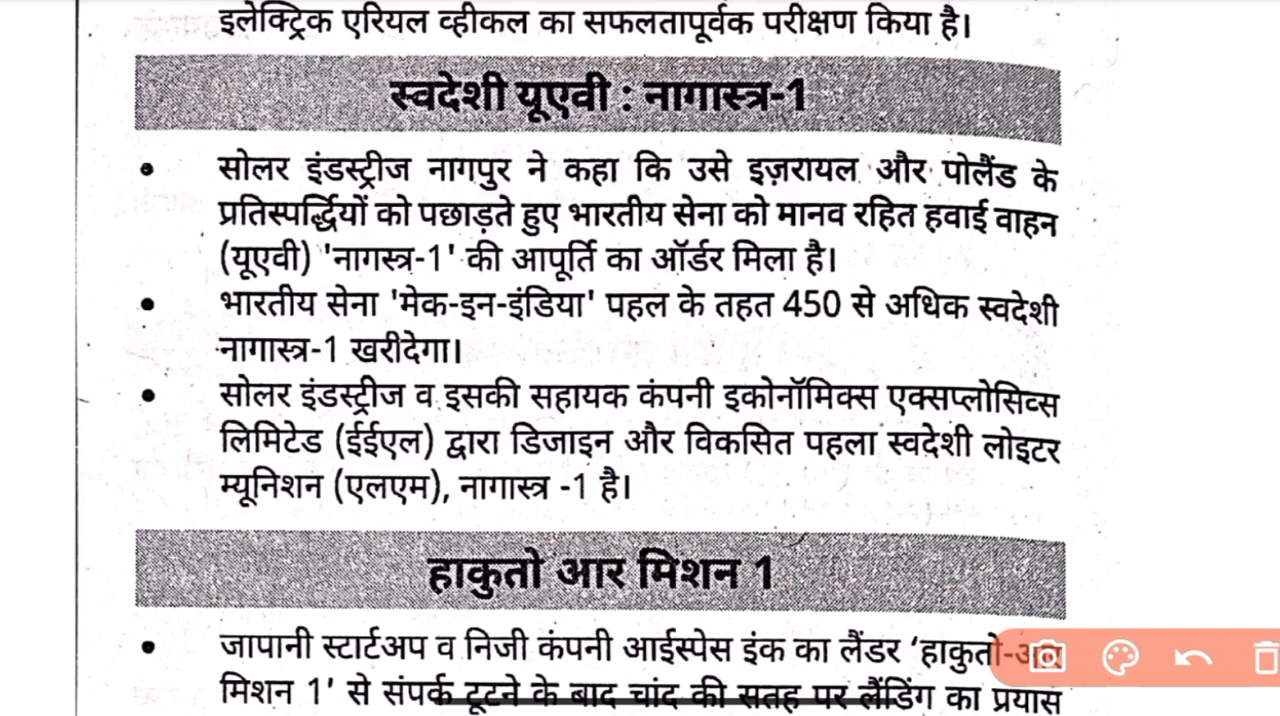 इलेक्ट्रिक एरियल व्हीकल का सफलतापूर्वक परीक्षण किया है।
स्वदेशी यूएवी : नागास्त्र-1
• सोलर इंडस्ट्रीज नागपुर ने कहा कि उसे इज़रायल और पोलैंड के
प्रतिस्पर्द्धियों को पछाड़ते हुए भारतीय सेना को मानव रहित हवाई वाहन
(यूएवी) 'नागस्त्र-1' की आपूर्ति का ऑर्डर मिला है।
• भारतीय सेना 'मेक-इन-इंडिया' पहल के तहत 450 से अधिक स्वदेशी
नागास्त्र-1 खरीदेगा।
• सोलर इंडस्ट्रीज व इसकी सहायक कंपनी इकोनॉमिक्स एक्सप्लोसिव्स
लिमिटेड (ईईएल) द्वारा डिजाइन और विकसित पहला स्वदेशी लोइटर
म्यूनिशन (एलएम), नागास्त्र -1 है।
हाकुतो आर मिशन 1
• जापानी स्टार्टअप व निजी कंपनी आईस्पेस इंक का लैंडर ‘हाकुतो-आर
मिशन 1' से संपर्क टूटने के बाद चांद की सतह पर लैंडिंग का प्रयास